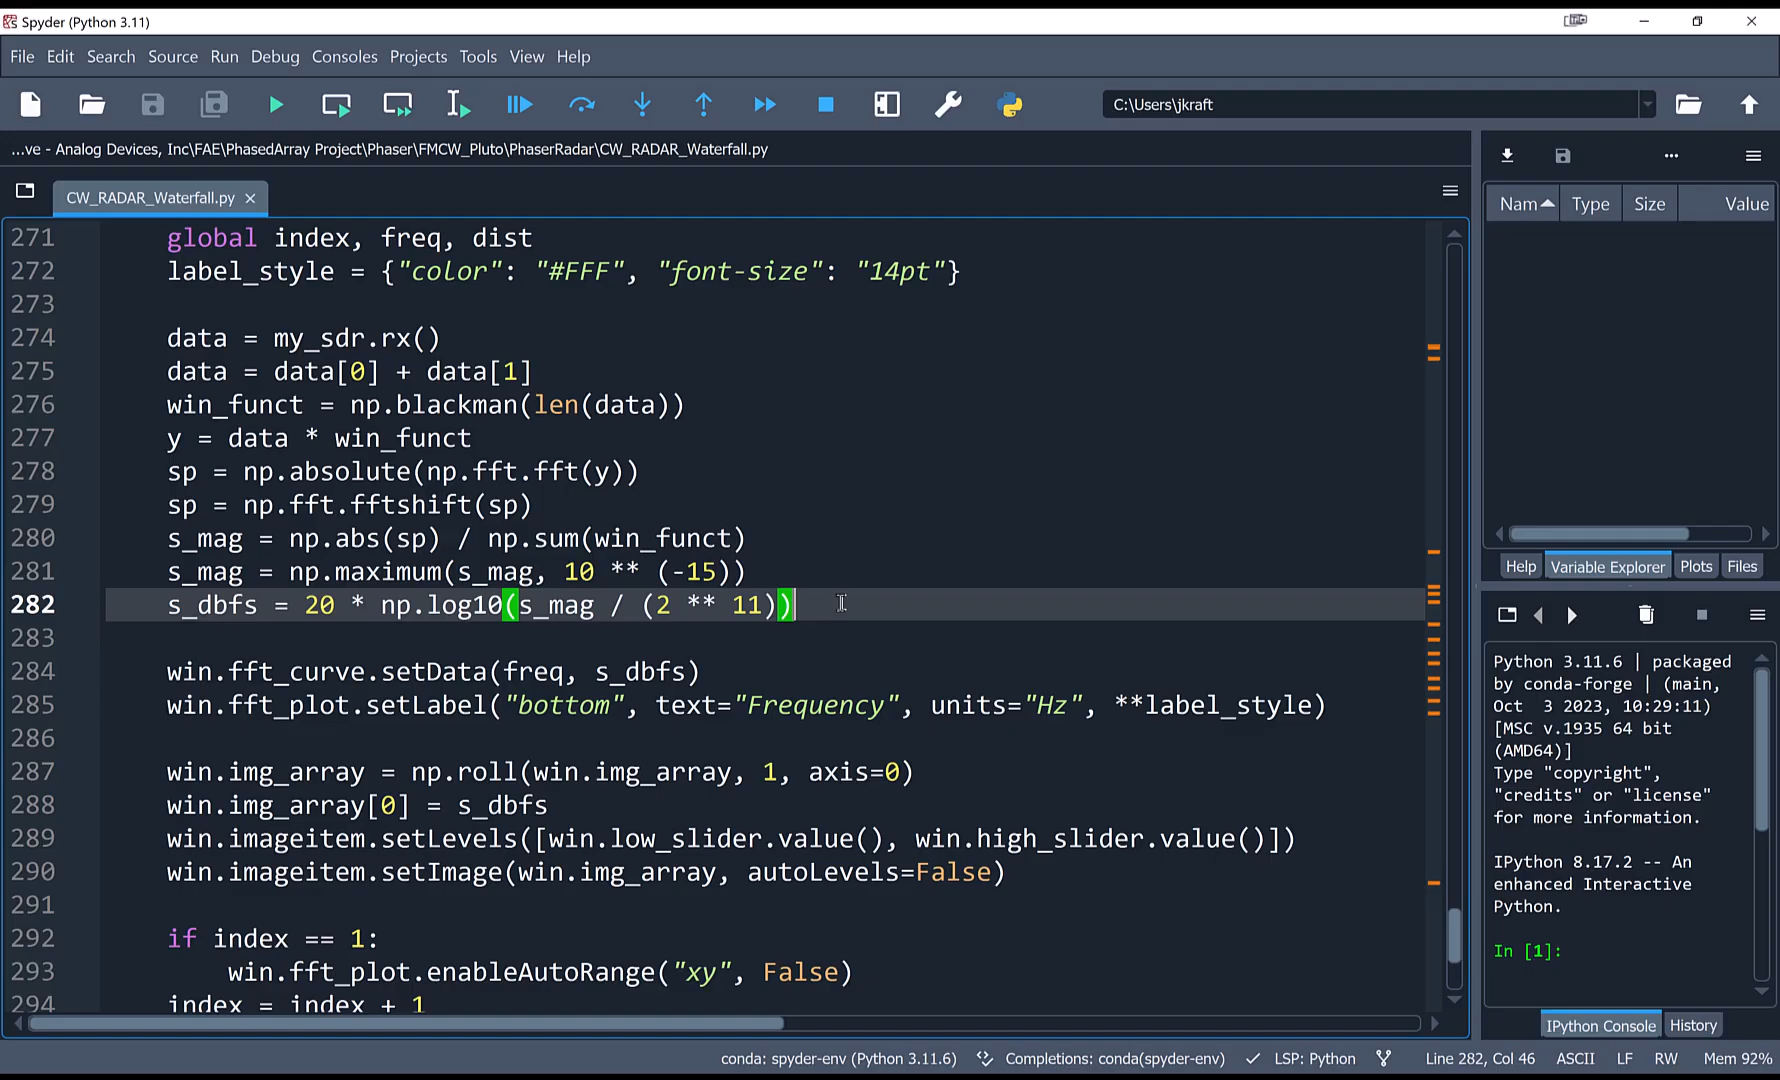 Spyder (Python 3.11)
File Edit Search Source Run Debug Consoles Projects Tools View Help
C:\Users\jkraft
...ve - Analog Devices, Inc\FAE\PhasedArray Project\Phaser\FMCW_Pluto\PhaserRadar\CW_RADAR_Waterfall.py
CW_RADAR_Waterfall.py
271 global index, freq, dist
272 label_style = {"color": "#FFF", "font-size": "14pt"}
273
274 data = my_sdr.rx()
275 data = data[0] + data[1]
276 win_funct = np.blackman(len(data))
277 y = data * win_funct
278 sp = np.absolute(np.fft.fft(y))
279 sp = np.fft.fftshift(sp)
280 s_mag = np.abs(sp) / np.sum(win_funct)
281 s_mag = np.maximum(s_mag, 10 ** (-15))
282 s_dbfs = 20 * np.log10(s_mag / (2 ** 11))
283
284 win.fft_curve.setData(freq, s_dbfs)
285 win.fft_plot.setLabel("bottom", text="Frequency", units="Hz", **label_style)
286
287 win.img_array = np.roll(win.img_array, 1, axis=0)
288 win.img_array[0] = s_dbfs
289 win.imageitem.setLevels([win.low_slider.value(), win.high_slider.value()])
290 win.imageitem.setImage(win.img_array, autoLevels=False)
291
292 if index == 1:
293 win.fft_plot.enableAutoRange("xy", False)
294 index = index + 1
Nam Type Size Value
Help Variable Explorer Plots Files
Python 3.11.6 | packaged
by conda-forge | (main,
Oct  3 2023, 10:29:11)
[MSC v.1935 64 bit
(AMD64)]
Type "copyright",
"credits" or "license"
for more information.
IPython 8.17.2 -- An
enhanced Interactive
Python.
In [1]:
IPython Console History
conda: spyder-env (Python 3.11.6) Completions: conda(spyder-env) LSP: Python Line 282, Col 46 ASCII LF RW Mem 92%